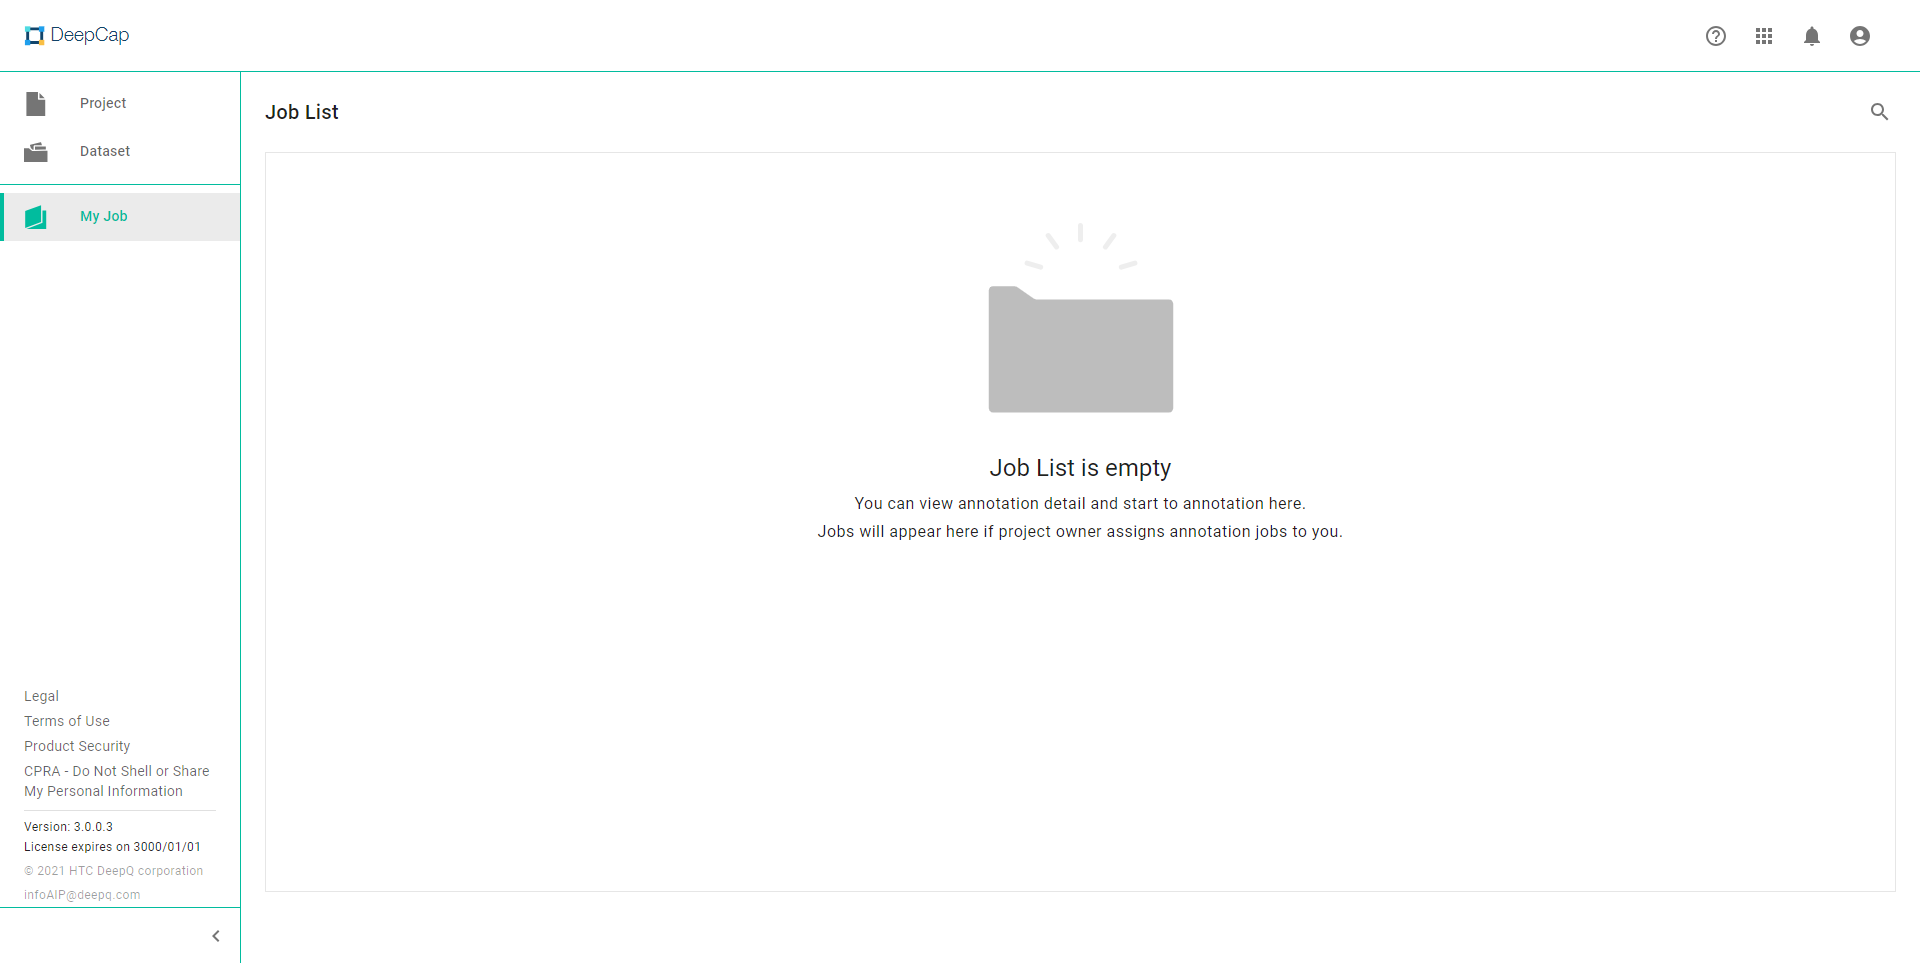 DeepCap
Project
Dataset
My Job
Job List
Job List is empty
You can view annotation detail and start to annotation here.
Jobs will appear here if project owner assigns annotation jobs to you.
Legal
Terms of Use
Product Security
CPRA - Do Not Shell or Share
My Personal Information
Version: 3.0.0.3
License expires on 3000/01/01
© 2021 HTC DeepQ corporation
infoAIP@deepq.com